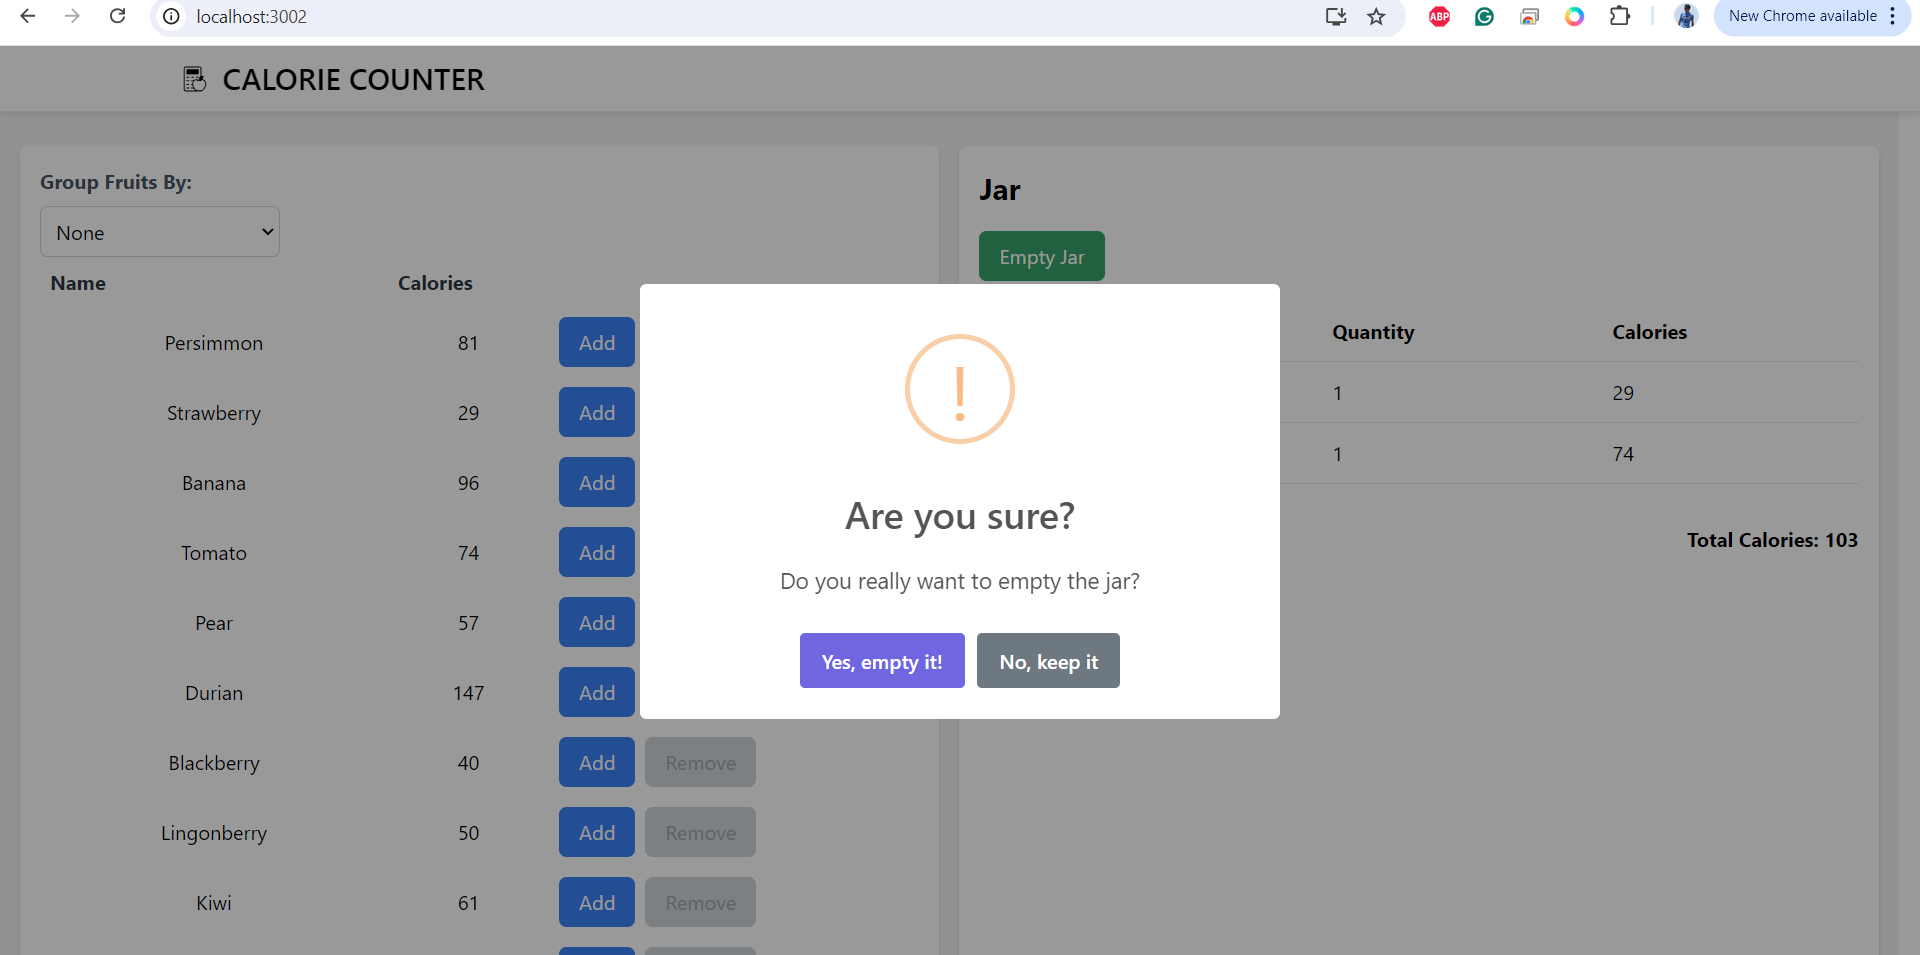 localhost:3002
ABP
New Chrome available
CALORIE COUNTER
Group Fruits By:
None
Name Calories
Persimmon 81 Add
Strawberry 29 Add
Banana 96 Add
Tomato 74 Add
Pear 57 Add
Durian 147 Add
Blackberry 40 Add Remove
Lingonberry 50 Add Remove
Kiwi 61 Add Remove
Jar
Empty Jar
Quantity Calories
1 29
1 74
Total Calories: 103
!
Are you sure?
Do you really want to empty the jar?
Yes, empty it! No, keep it